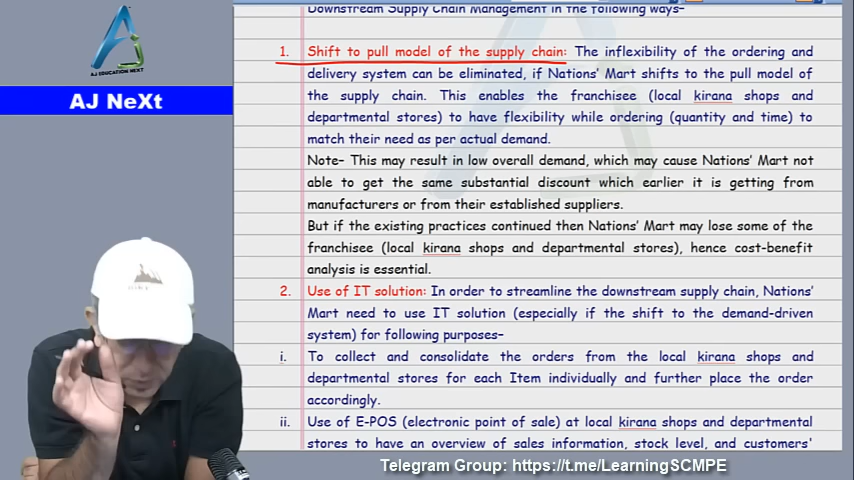 Downstream Supply Chain Management in the following ways–
AJ EDUCATION NEXT
AJ NeXt
1. Shift to pull model of the supply chain: The inflexibility of the ordering and
delivery system can be eliminated, if Nations’ Mart shifts to the pull model of
the supply chain. This enables the franchisee (local kirana shops and
departmental stores) to have flexibility while ordering (quantity and time) to
match their need as per actual demand.
Note– This may result in low overall demand, which may cause Nations’ Mart not
able to get the same substantial discount which earlier it is getting from
manufacturers or from their established suppliers.
But if the existing practices continued then Nations’ Mart may lose some of the
franchisee (local kirana shops and departmental stores), hence cost-benefit
analysis is essential.
2. Use of IT solution: In order to streamline the downstream supply chain, Nations’
Mart need to use IT solution (especially if the shift to the demand-driven
system) for following purposes–
i. To collect and consolidate the orders from the local kirana shops and
departmental stores for each Item individually and further place the order
accordingly.
ii. Use of E-POS (electronic point of sale) at local kirana shops and departmental
stores to have an overview of sales information, stock level, and customers'
Telegram Group: https://t.me/LearningSCMPE